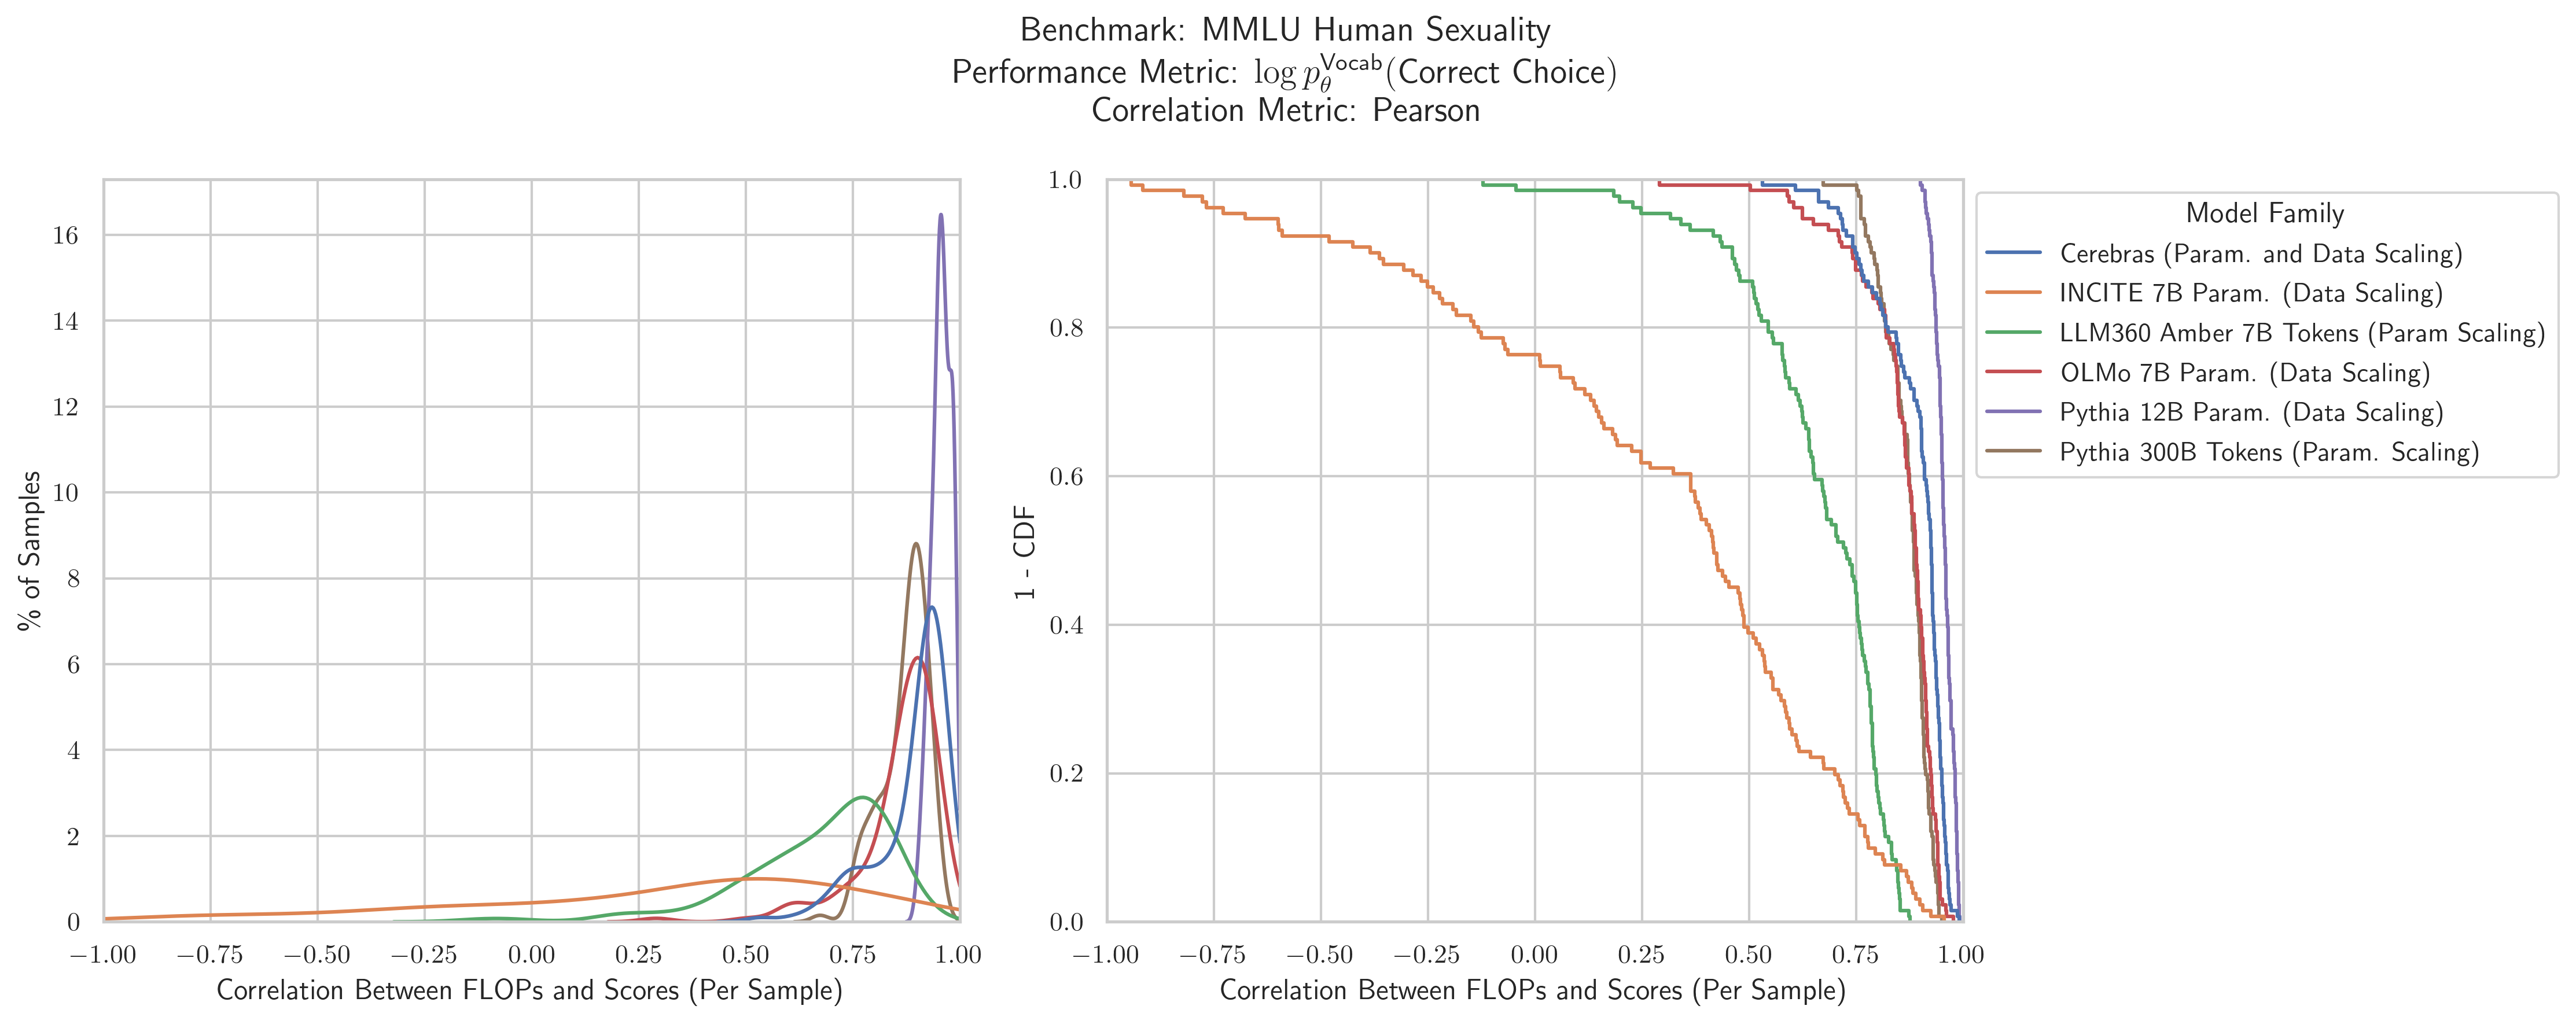 Benchmark: MMLU Human Sexuality
Performance Metric: log p_θ^Vocab(Correct Choice)
Correlation Metric: Pearson
% of Samples
16
14
12
10
8
6
4
2
0
−1.00 −0.75 −0.50 −0.25 0.00 0.25 0.50 0.75 1.00
Correlation Between FLOPs and Scores (Per Sample)
1 - CDF
1.0
0.8
0.6
0.4
0.2
0.0
−1.00 −0.75 −0.50 −0.25 0.00 0.25 0.50 0.75 1.00
Correlation Between FLOPs and Scores (Per Sample)
Model Family
Cerebras (Param. and Data Scaling)
INCITE 7B Param. (Data Scaling)
LLM360 Amber 7B Tokens (Param Scaling)
OLMo 7B Param. (Data Scaling)
Pythia 12B Param. (Data Scaling)
Pythia 300B Tokens (Param. Scaling)